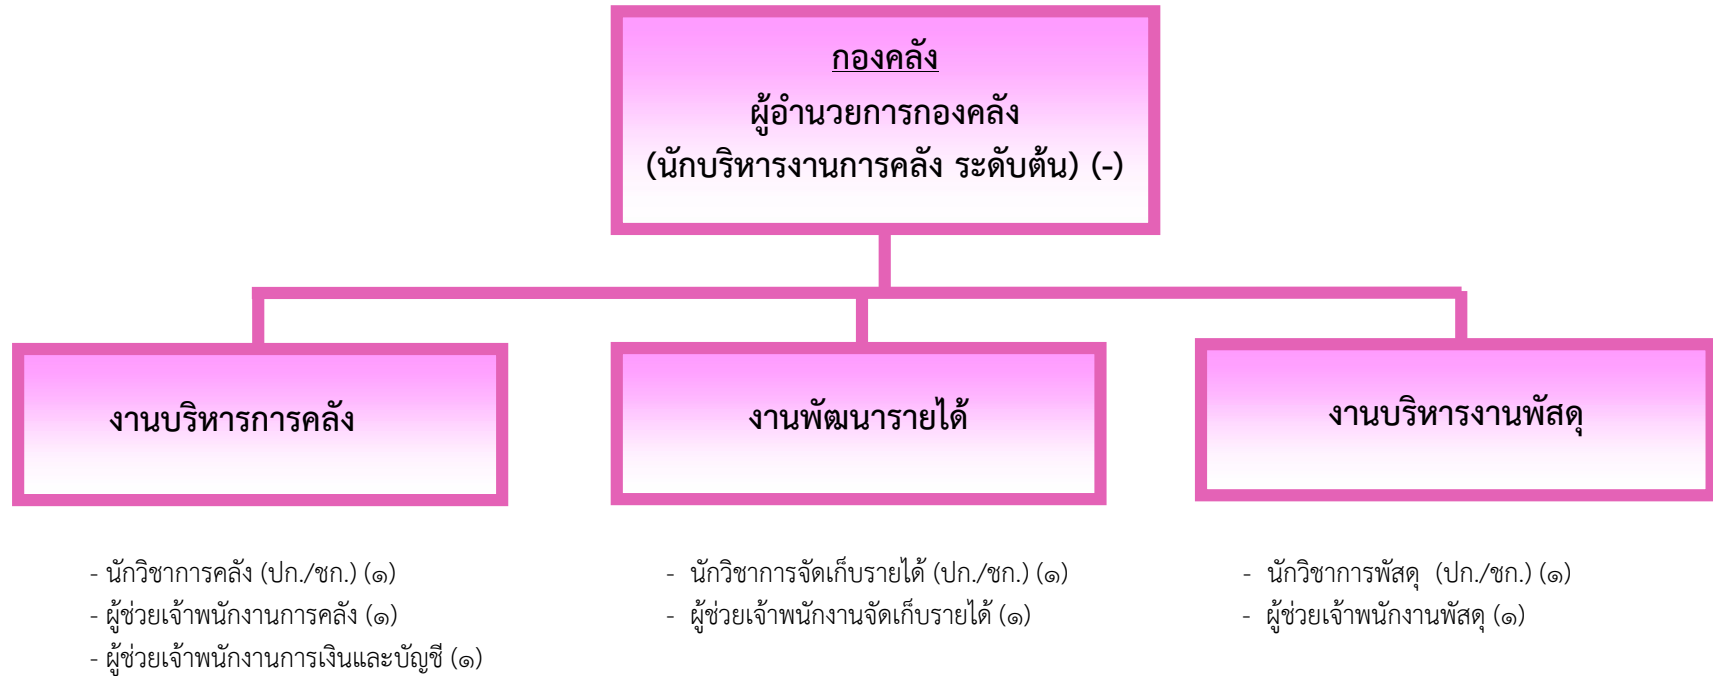 กองคลัง
ผู้อำนวยการกองคลัง
(นักบริหารงานการคลัง ระดับต้น) (-)
งานบริหารการคลัง
- นักวิชาการคลัง (ปก./ชก.) (๑)
- ผู้ช่วยเจ้าพนักงานการคลัง (๑)
- ผู้ช่วยเจ้าพนักงานการเงินและบัญชี (๑)
งานพัฒนารายได้
- นักวิชาการจัดเก็บรายได้ (ปก./ชก.) (๑)
- ผู้ช่วยเจ้าพนักงานจัดเก็บรายได้ (๑)
งานบริหารงานพัสดุ
- นักวิชาการพัสดุ (ปก./ชก.) (๑)
- ผู้ช่วยเจ้าพนักงานพัสดุ (๑)